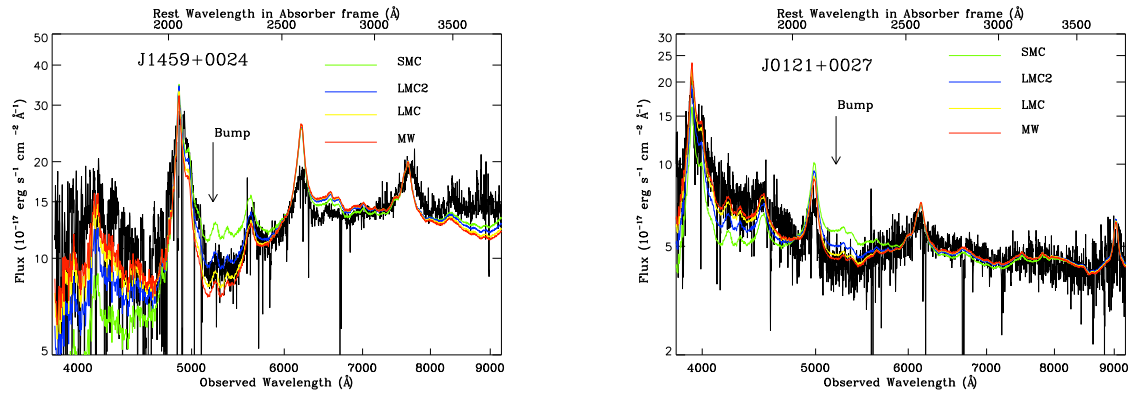 Rest Wavelength in Absorber frame (Å)
2000 2500 3000 3500
50
40
30
20
15
10
5
J1459+0024
Bump
SMC
LMC2
LMC
MW
Flux (10⁻¹⁷ erg s⁻¹ cm ⁻² Å⁻¹)
4000 5000 6000 7000 8000 9000
Observed Wavelength (Å)
Rest Wavelength in Absorber frame (Å)
2000 2500 3000 3500
30
25
20
15
10
5
2
J0121+0027
Bump
SMC
LMC2
LMC
MW
Flux (10⁻¹⁷ erg s⁻¹ cm ⁻² Å⁻¹)
4000 5000 6000 7000 8000 9000
Observed Wavelength (Å)